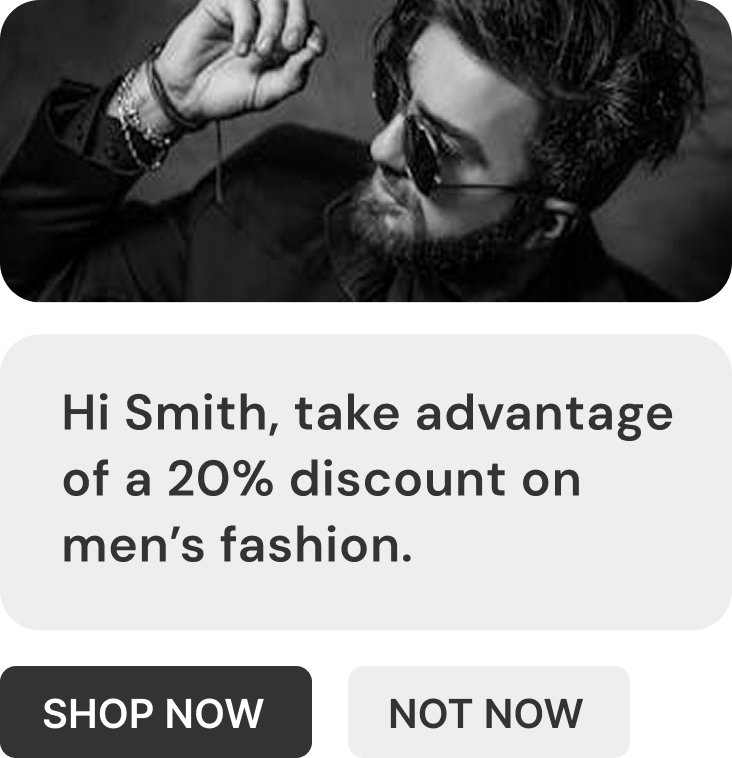 Hi Smith, take advantage
of a 20% discount on
men’s fashion.
SHOP NOW
NOT NOW